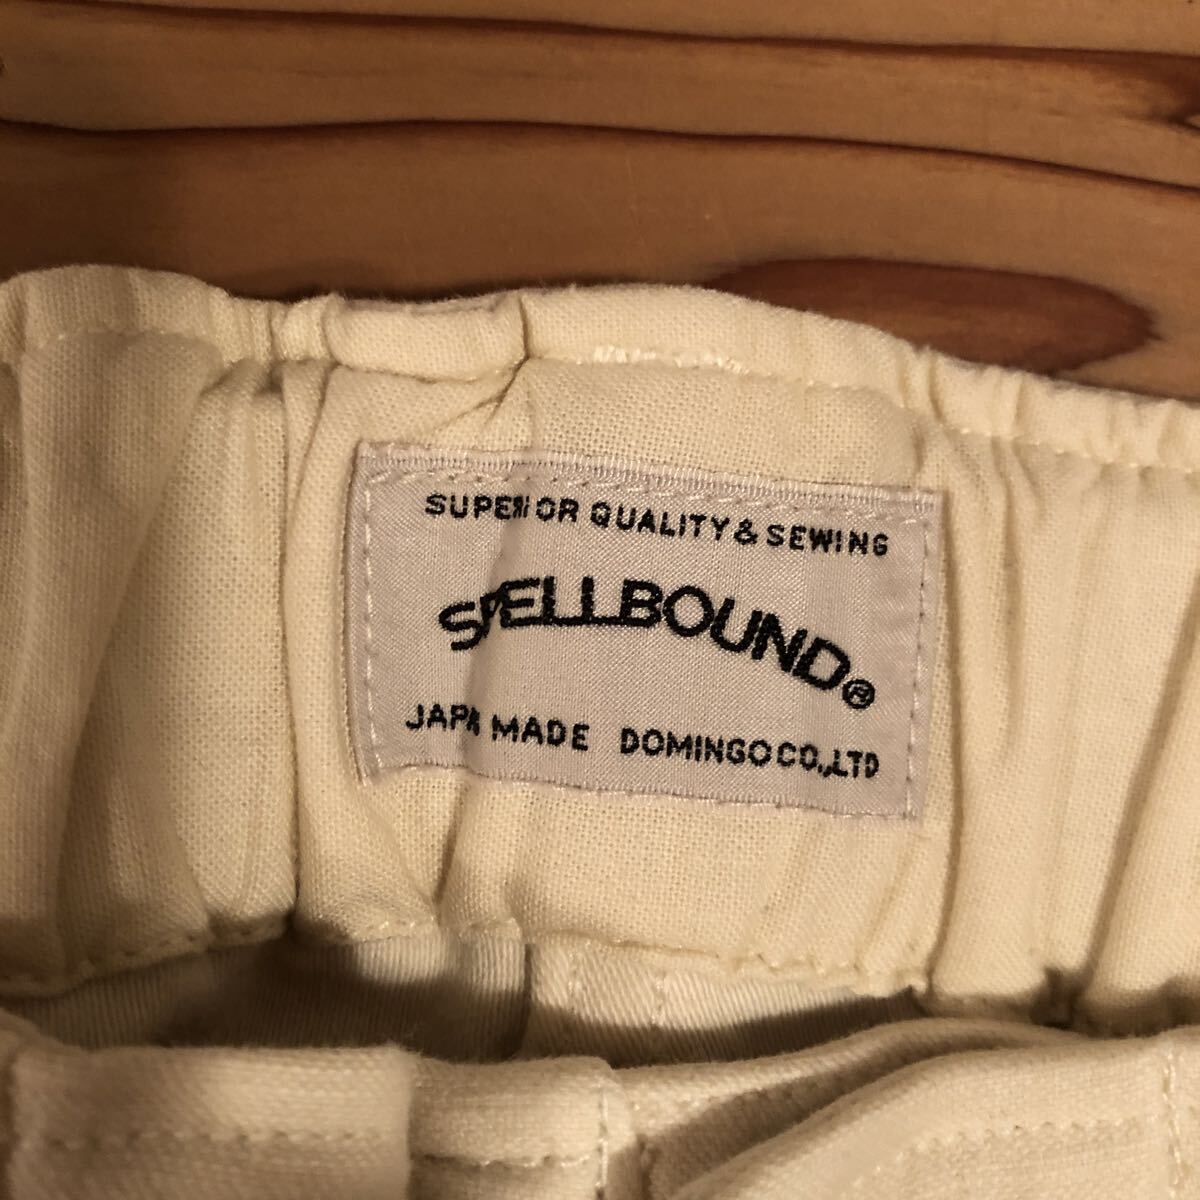 SUPERIOR QUALITY & SEWING
SPELLBOUND®
JAPAN MADE DOMINGO CO.,LTD